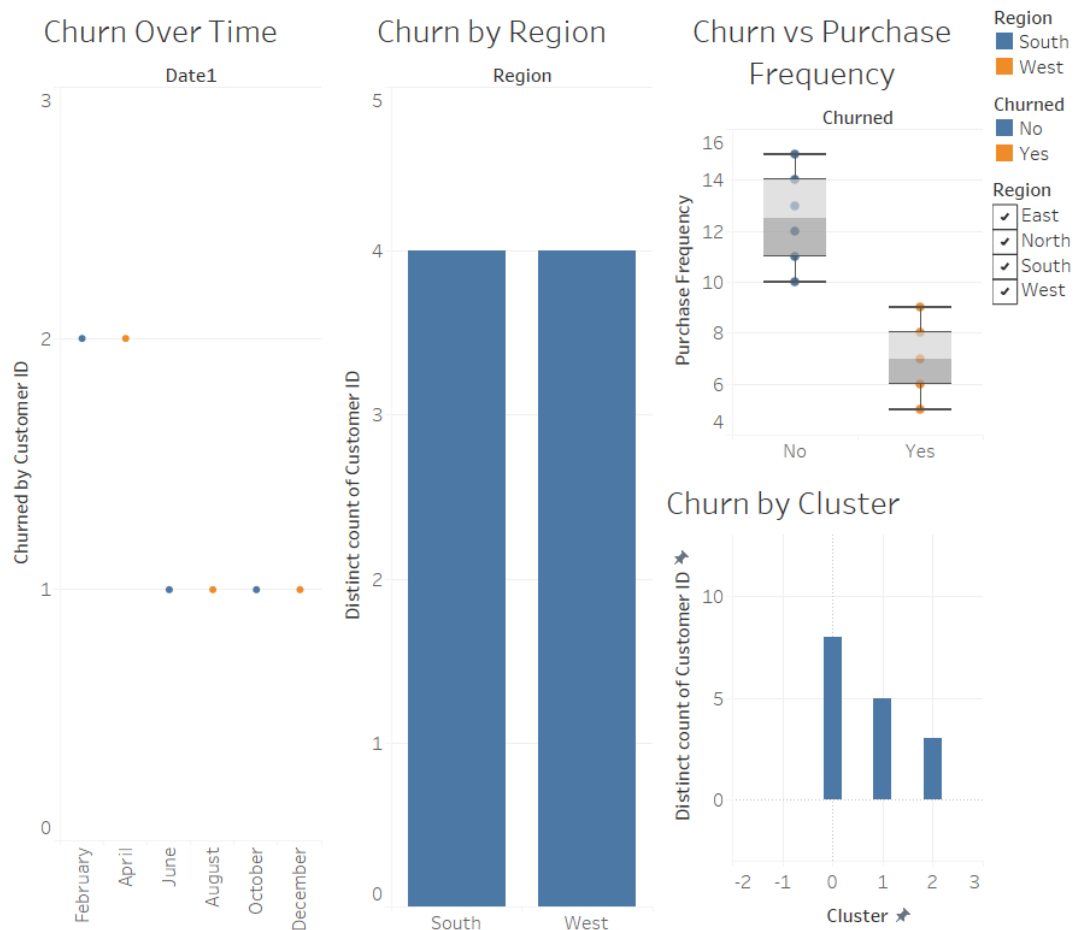 Churn Over Time
Date1
3
2
1
0
Churned by Customer ID
February
April
June
August
October
December
Churn by Region
Region
5
4
3
2
1
0
Distinct count of Customer ID
South
West
Churn vs Purchase
Frequency
Churned
16
14
12
10
8
6
4
Purchase Frequency
No
Yes
Churn by Cluster
10
5
0
Distinct count of Customer ID
-2
-1
0
1
2
3
Cluster
Region
South
West
Churned
No
Yes
Region
East
North
South
West